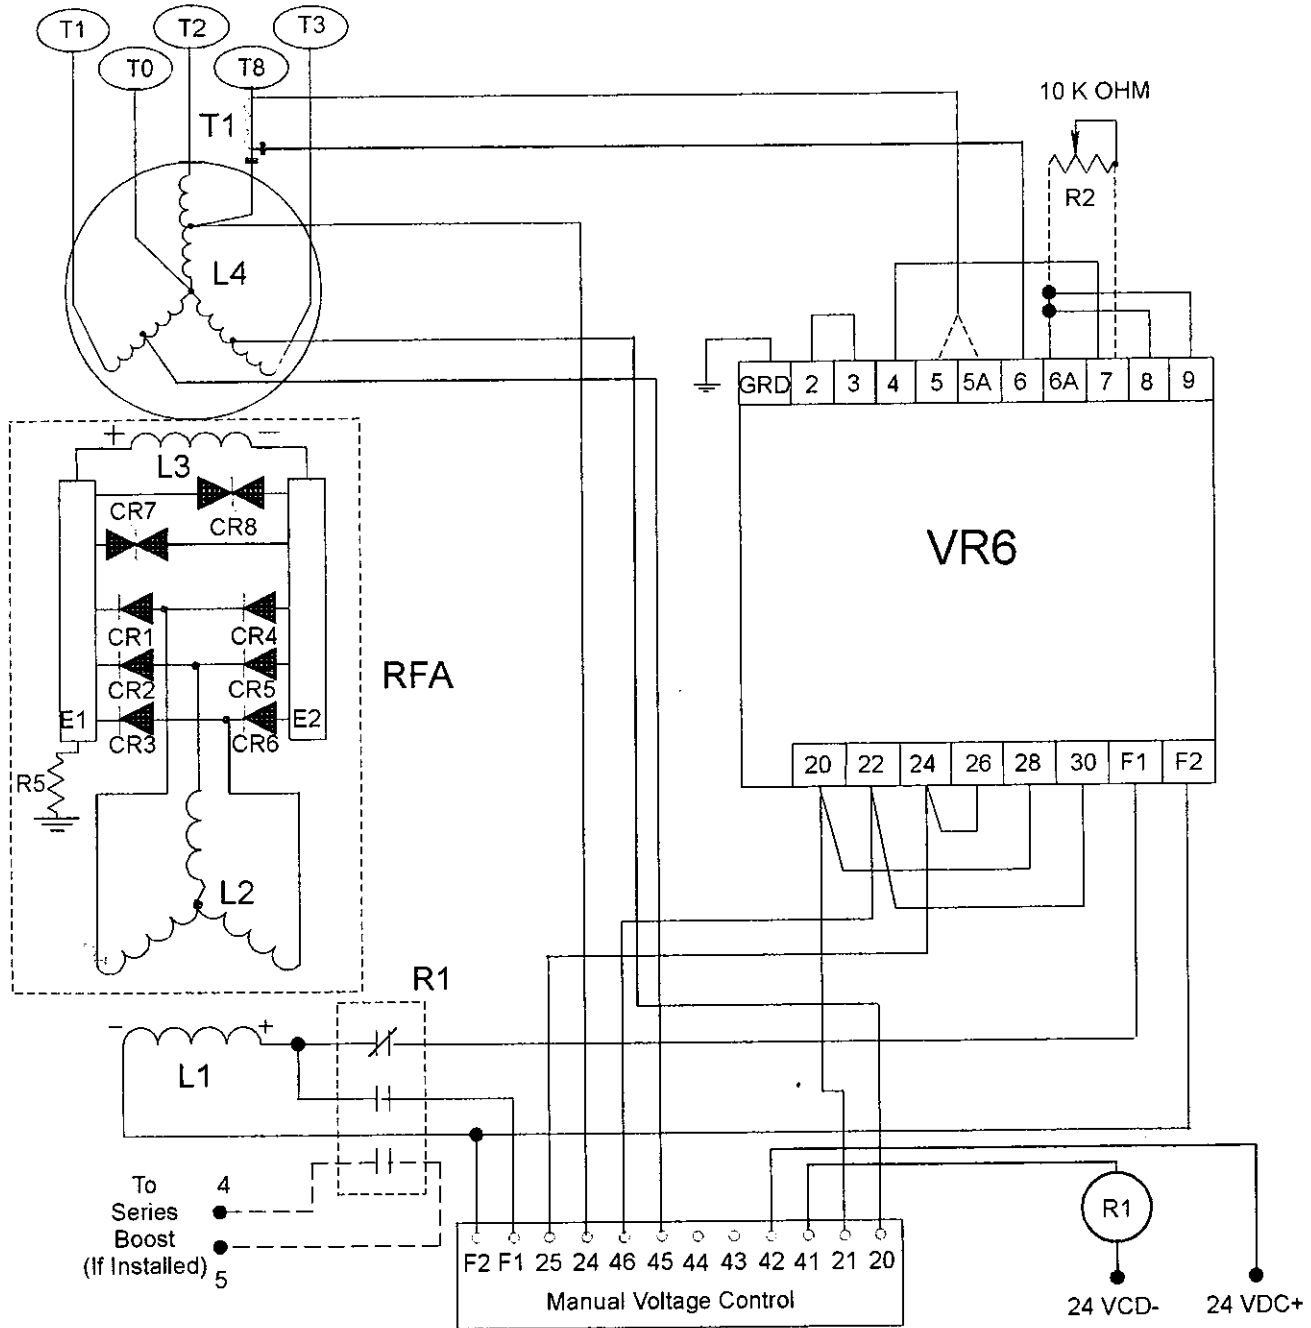 T1 T2 T3
T0 T8
10 K OHM
T1
R2
L4
GRD 2 3 4 5 5A 6 6A 7 8 9
+ −
L3
CR7
CR8
VR6
CR1 CR4
RFA
CR2 CR5
E1 E2
CR3 CR6
20 22 24 26 28 30 F1 F2
R5
L2
R1
- +
L1
To 4
Series
Boost
(If Installed) 5
R1
F2 F1 25 24 46 45 44 43 42 41 21 20
Manual Voltage Control
24 VCD- 24 VDC+